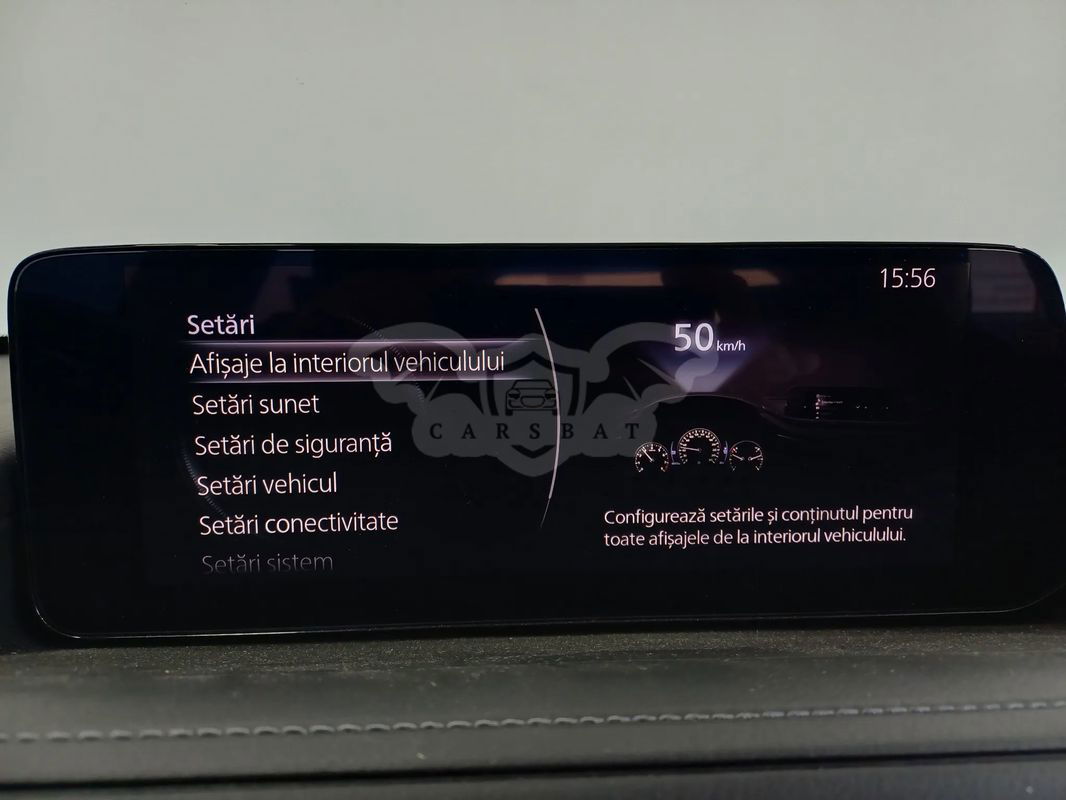 15:56
Setări
Afișaje la interiorul vehiculului
Setări sunet
Setări de siguranță
Setări vehicul
Setări conectivitate
Setări sistem
50 km/h
CARSBAT
Configurează setările și conținutul pentru
toate afișajele de la interiorul vehiculului.